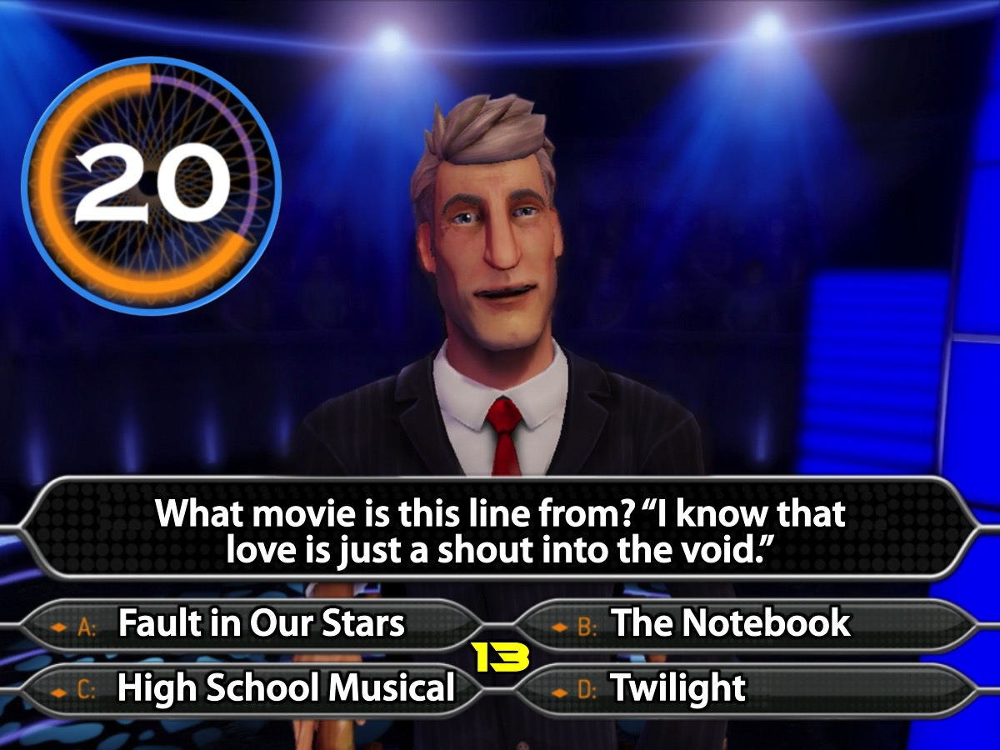 20
What movie is this line from? “I know that
love is just a shout into the void.”
A: Fault in Our Stars
B: The Notebook
13
C: High School Musical
D: Twilight